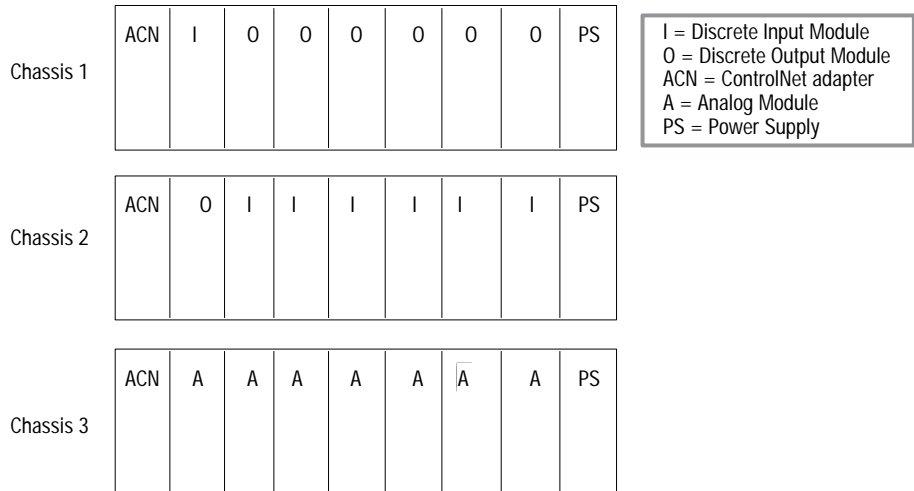 ACN I O O O O O O PS
Chassis 1
I = Discrete Input Module
O = Discrete Output Module
ACN = ControlNet adapter
A = Analog Module
PS = Power Supply
ACN O I I I I I I PS
Chassis 2
ACN A A A A A A A PS
Chassis 3